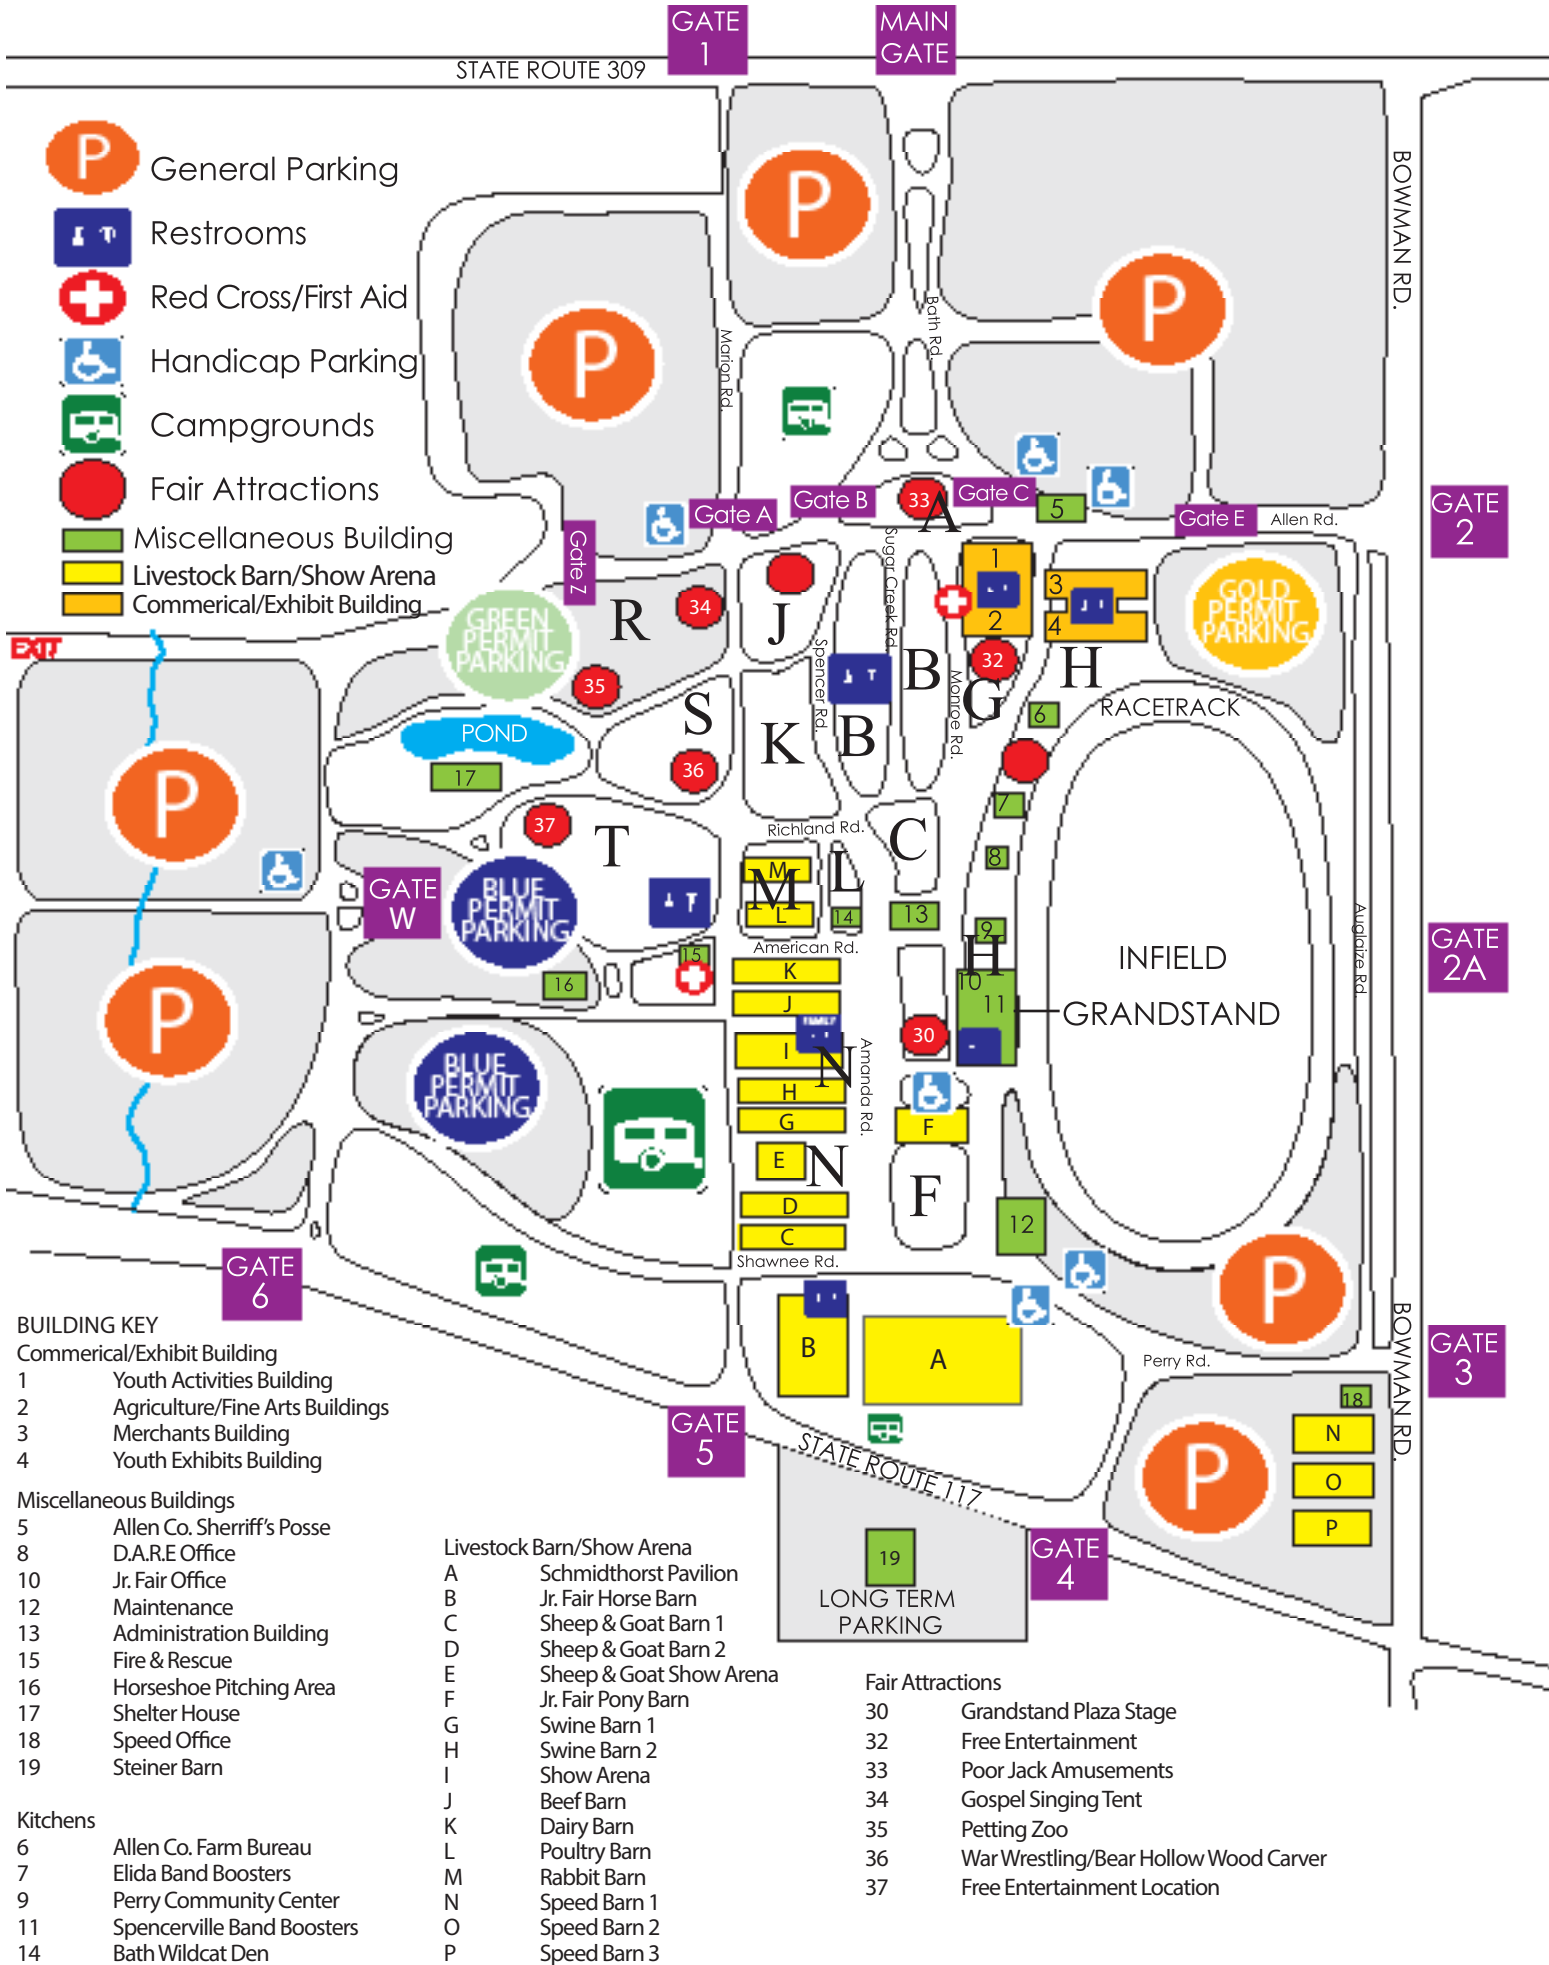 GATE
1
MAIN
GATE
STATE ROUTE 309
P
General Parking
Restrooms
Red Cross/First Aid
Handicap Parking
Campgrounds
Fair Attractions
Miscellaneous Building
Livestock Barn/Show Arena
Commerical/Exhibit Building
P
P
P
BOWMAN RD.
Bath Rd.
Marion Rd.
Gate A
Gate B
33
A
Gate C
5
Gate E
Allen Rd.
GATE
2
Gate Z
GREEN
PERMIT
PARKING
R
34
35
J
Sugar Creek Rd.
Spencer Rd.
B
B
Monroe Rd.
1
2
32
G
3
4
H
GOLD
PERMIT
PARKING
EXIT
POND
17
S
36
K
6
RACETRACK
7
P
37
T
Richland Rd.
C
L
M
M
L
14
13
8
9
H
10
11
GATE
W
BLUE
PERMIT
PARKING
15
16
American Rd.
K
J
FAMILY
I
N
H
G
E
N
D
C
Amanda Rd.
30
F
F
INFIELD
GRANDSTAND
Auglaize Rd.
GATE
2A
P
BLUE
PERMIT
PARKING
12
Shawnee Rd.
P
GATE
6
B
A
Perry Rd.
BOWMAN RD.
GATE
3
18
N
O
P
P
GATE
5
STATE ROUTE 117
19
LONG TERM
PARKING
GATE
4
BUILDING KEY
Commerical/Exhibit Building
1 Youth Activities Building
2 Agriculture/Fine Arts Buildings
3 Merchants Building
4 Youth Exhibits Building
Miscellaneous Buildings
5 Allen Co. Sherriff's Posse
8 D.A.R.E Office
10 Jr. Fair Office
12 Maintenance
13 Administration Building
15 Fire & Rescue
16 Horseshoe Pitching Area
17 Shelter House
18 Speed Office
19 Steiner Barn
Kitchens
6 Allen Co. Farm Bureau
7 Elida Band Boosters
9 Perry Community Center
11 Spencerville Band Boosters
14 Bath Wildcat Den
Livestock Barn/Show Arena
A Schmidthorst Pavilion
B Jr. Fair Horse Barn
C Sheep & Goat Barn 1
D Sheep & Goat Barn 2
E Sheep & Goat Show Arena
F Jr. Fair Pony Barn
G Swine Barn 1
H Swine Barn 2
I Show Arena
J Beef Barn
K Dairy Barn
L Poultry Barn
M Rabbit Barn
N Speed Barn 1
O Speed Barn 2
P Speed Barn 3
Fair Attractions
30 Grandstand Plaza Stage
32 Free Entertainment
33 Poor Jack Amusements
34 Gospel Singing Tent
35 Petting Zoo
36 War Wrestling/Bear Hollow Wood Carver
37 Free Entertainment Location